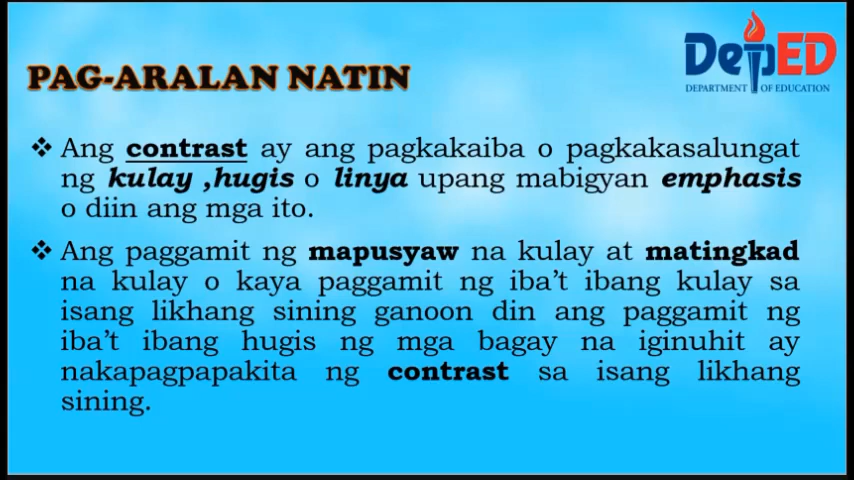 DepED
DEPARTMENT OF EDUCATION
PAG-ARALAN NATIN
❖ Ang contrast ay ang pagkakaiba o pagkakasalungat
ng kulay ,hugis o linya upang mabigyan emphasis
o diin ang mga ito.
❖ Ang paggamit ng mapusyaw na kulay at matingkad
na kulay o kaya paggamit ng iba't ibang kulay sa
isang likhang sining ganoon din ang paggamit ng
iba't ibang hugis ng mga bagay na iginuhit ay
nakapagpapakita ng contrast sa isang likhang
sining.